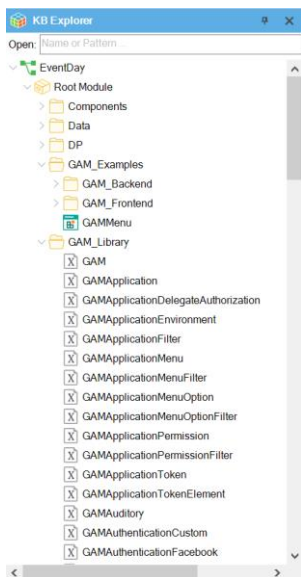 KB Explorer
Open: Name or Pattern...
EventDay
Root Module
Components
Data
DP
GAM_Examples
GAM_Backend
GAM_Frontend
GAMMenu
GAM_Library
GAM
GAMApplication
GAMApplicationDelegateAuthorization
GAMApplicationEnvironment
GAMApplicationFilter
GAMApplicationMenu
GAMApplicationMenuFilter
GAMApplicationMenuOption
GAMApplicationMenuOptionFilter
GAMApplicationPermission
GAMApplicationPermissionFilter
GAMApplicationToken
GAMApplicationTokenElement
GAMAuditory
GAMAuthenticationCustom
GAMAuthenticationFacebook